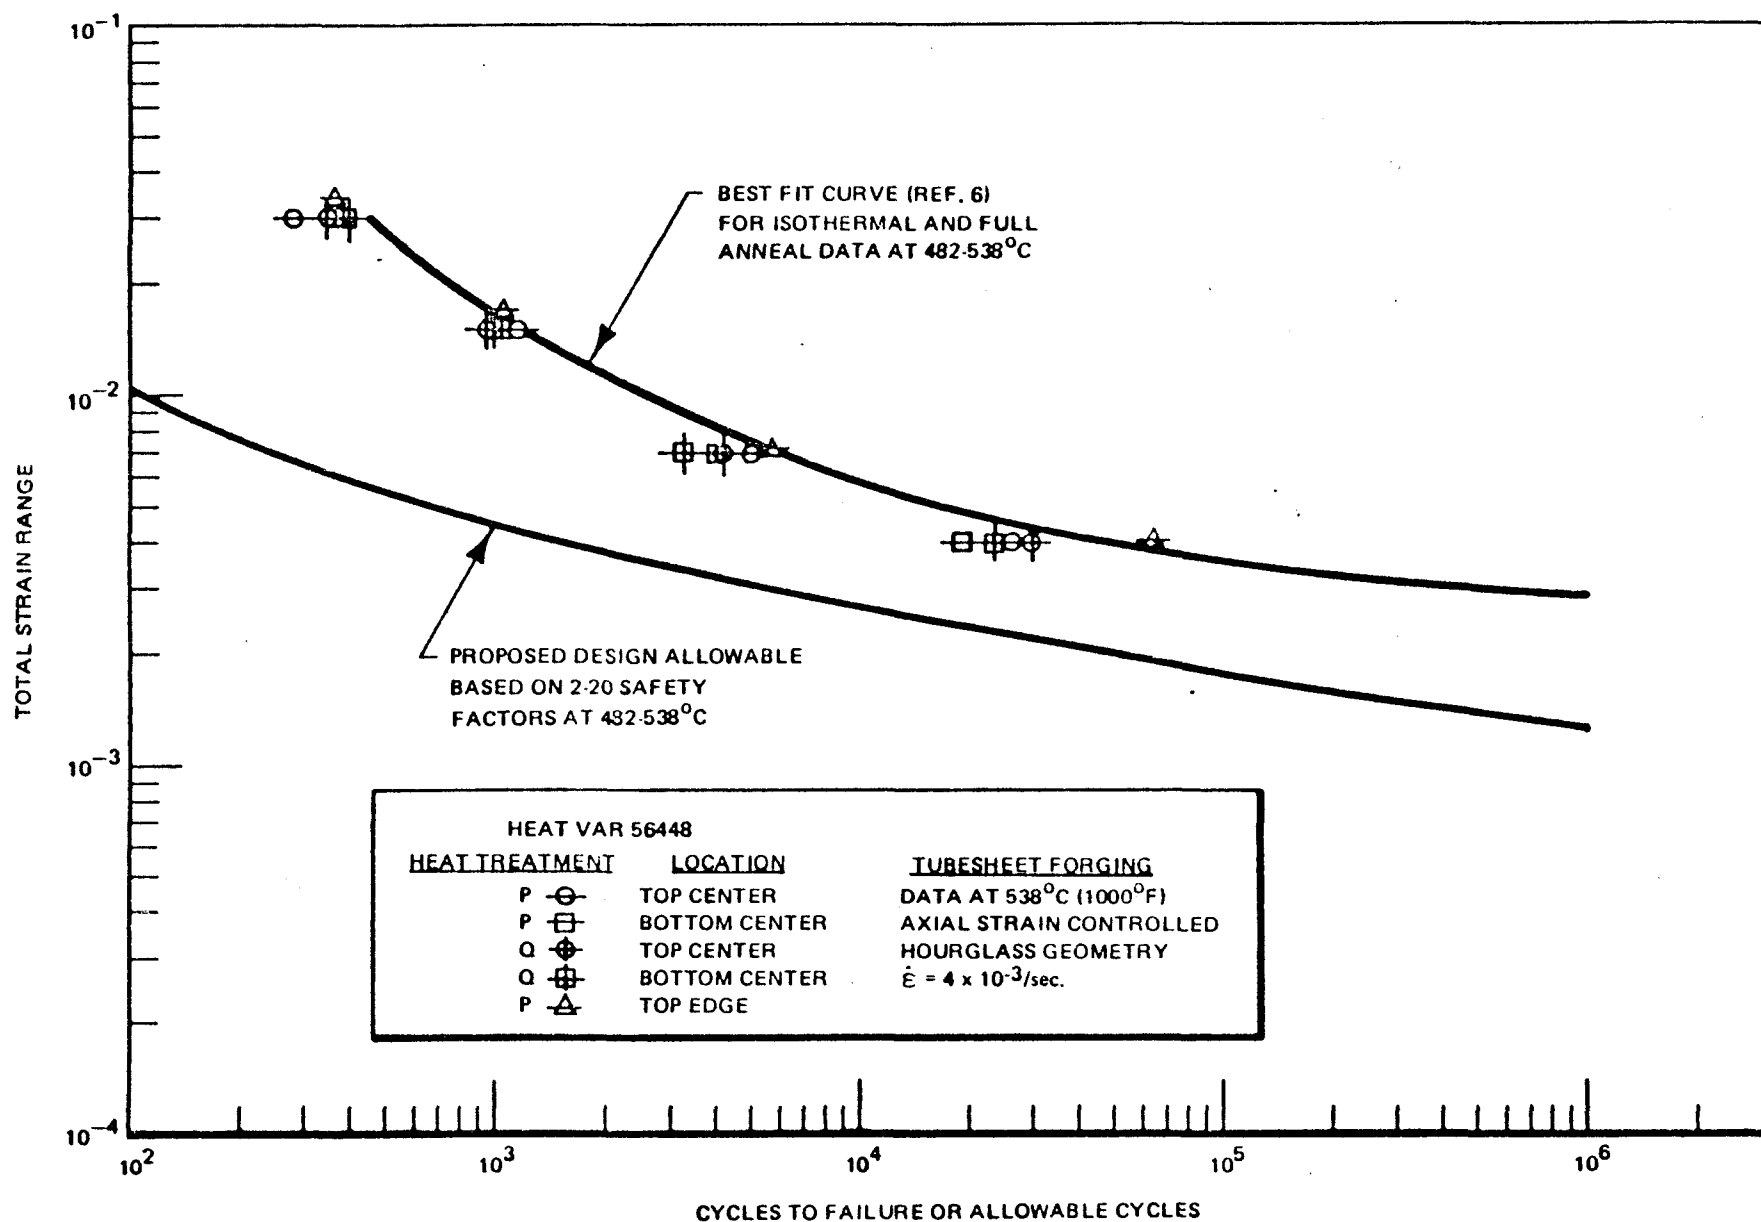 10⁻¹
BEST FIT CURVE (REF. 6)
FOR ISOTHERMAL AND FULL
ANNEAL DATA AT 482-538°C
10⁻²
TOTAL STRAIN RANGE
PROPOSED DESIGN ALLOWABLE
BASED ON 2-20 SAFETY
FACTORS AT 482-538°C
10⁻³
HEAT VAR 56448
HEAT TREATMENT LOCATION TUBESHEET FORGING
P TOP CENTER DATA AT 538°C (1000°F)
P BOTTOM CENTER AXIAL STRAIN CONTROLLED
Q TOP CENTER HOURGLASS GEOMETRY
Q BOTTOM CENTER ε̇ = 4 x 10⁻³/sec.
P TOP EDGE
10⁻⁴
10² 10³ 10⁴ 10⁵ 10⁶
CYCLES TO FAILURE OR ALLOWABLE CYCLES